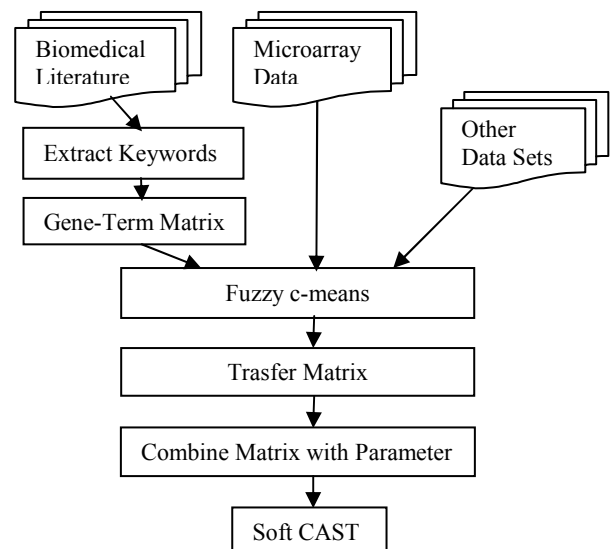 Biomedical
Literature
Microarray
Data
Other
Data Sets
Extract Keywords
Gene-Term Matrix
Fuzzy c-means
Trasfer Matrix
Combine Matrix with Parameter
Soft CAST